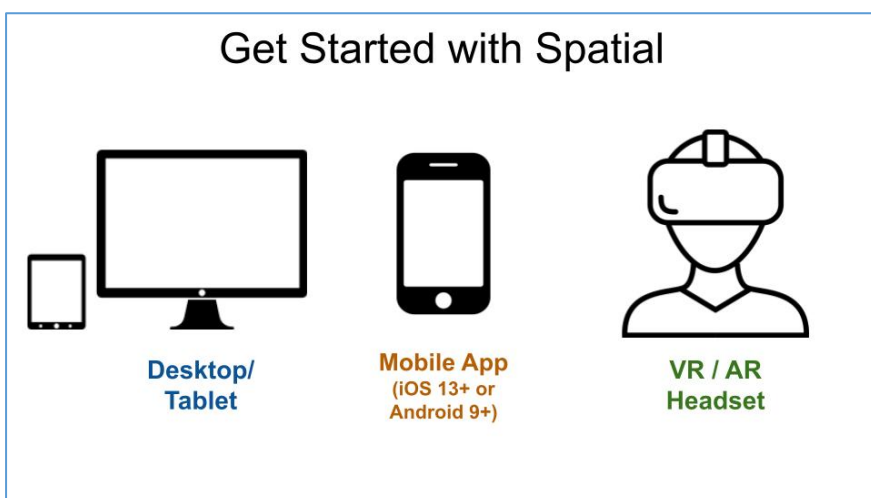 Get Started with Spatial
Desktop/
Tablet
Mobile App
(iOS 13+ or
Android 9+)
VR / AR
Headset